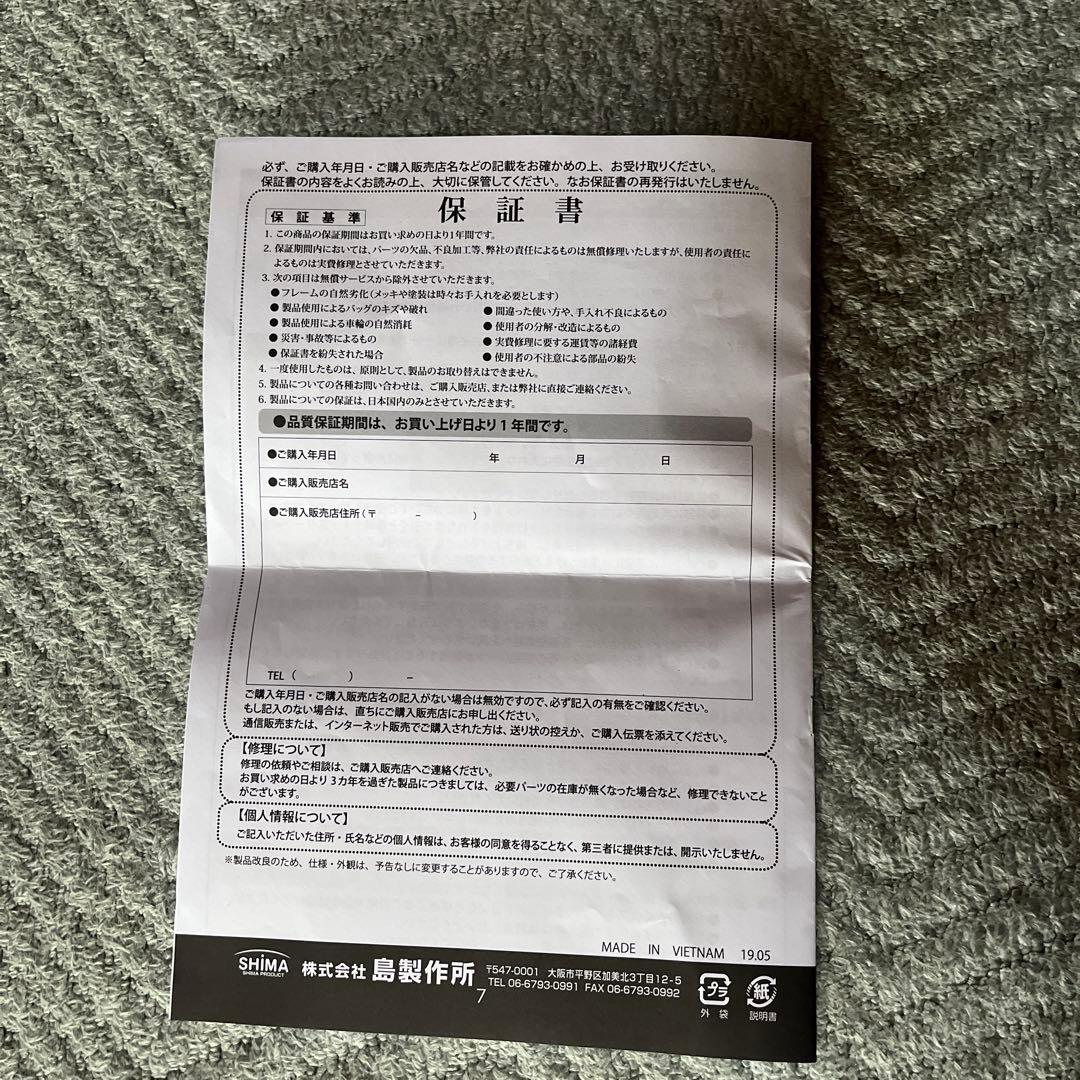 必ず、ご購入年月日・ご購入販売店名などの記載をお確かめの上、お受け取りください。
保証書の内容をよくお読みの上、大切に保管してください。なお保証書の再発行はいたしません。
保証書
保証基準
1. この商品の保証期間はお買い求めの日より1年間です。
2. 保証期間内においては、パーツの欠品、不良加工等、弊社の責任によるものは無償修理いたしますが、使用者の責任に
よるものは実費修理とさせていただきます。
3. 次の項目は無償サービスから除外させていただきます。
●フレームの自然劣化(メッキや塗装は時々お手入れを必要とします)
●製品使用によるバッグのキズや破れ
●製品使用による車輪の自然消耗
●災害・事故等によるもの
●保証書を紛失された場合
●間違った使い方や、手入れ不良によるもの
●使用者の分解・改造によるもの
●実費修理に要する運賃等の諸経費
●使用者の不注意による部品の紛失
4. 一度使用したものは、原則として、製品のお取り替えはできません。
5. 製品についての各種お問い合わせは、ご購入販売店、または弊社に直接ご連絡ください。
6. 製品についての保証は、日本国内のみとさせていただきます。
●品質保証期間は、お買い上げ日より1年間です。
●ご購入年月日 年 月 日
●ご購入販売店名
●ご購入販売店住所(〒 － )
TEL ( ) －
ご購入年月日・ご購入販売店名の記入がない場合は無効ですので、必ず記入の有無をご確認ください。
もし記入のない場合は、直ちにご購入販売店にお申し出ください。
通信販売または、インターネット販売でご購入された方は、送り状の控えか、ご購入伝票を添えてください。
【修理について】
修理の依頼やご相談は、ご購入販売店へご連絡ください。
お買い求めの日より3カ年を過ぎた製品につきましては、必要パーツの在庫が無くなった場合など、修理できないこと
がございます。
【個人情報について】
ご記入いただいた住所・氏名などの個人情報は、お客様の同意を得ることなく、第三者に提供または、開示いたしません。
※製品改良のため、仕様・外観は、予告なしに変更することがありますので、ご了承ください。
MADE IN VIETNAM 19.05
SHIMA
SHIMA PRODUCT
株式会社 島製作所
〒547-0001 大阪市平野区加美北3丁目12-5
TEL 06-6793-0991 FAX 06-6793-0992
7
プラ
外袋
紙
説明書